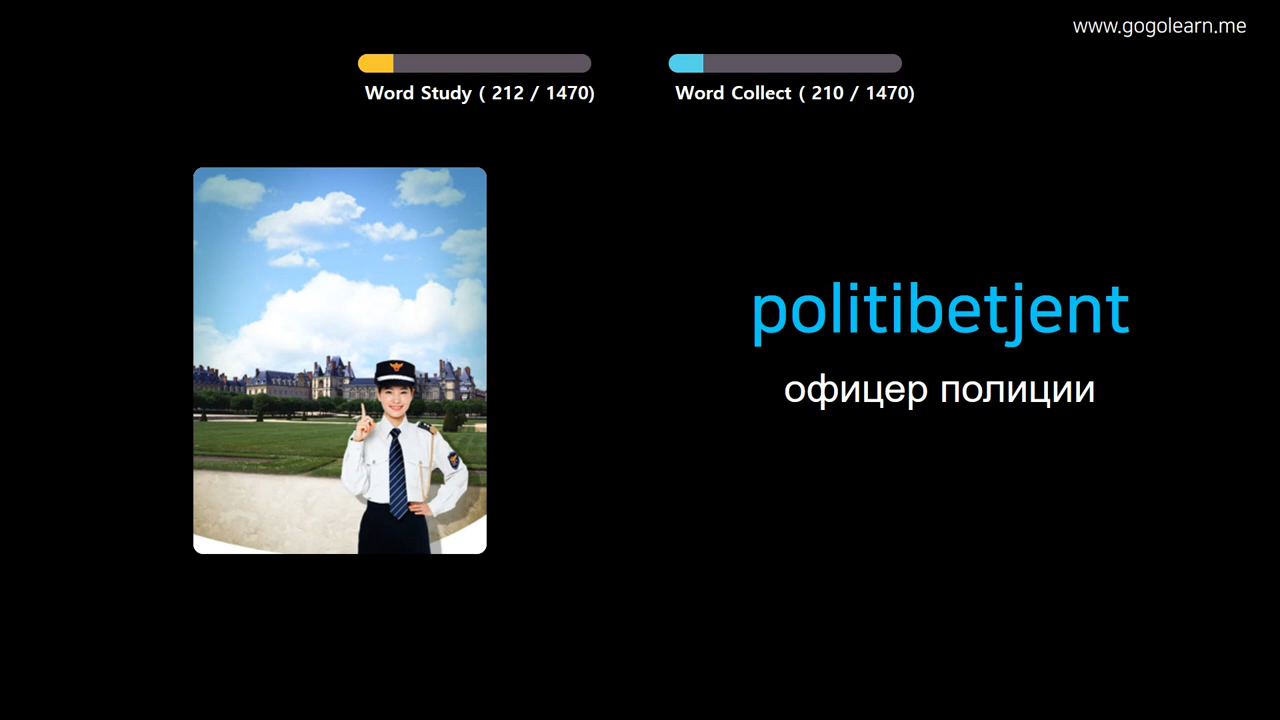 www.gogolearn.me
Word Study ( 212 / 1470)
Word Collect ( 210 / 1470)
politibetjent
офицер полиции